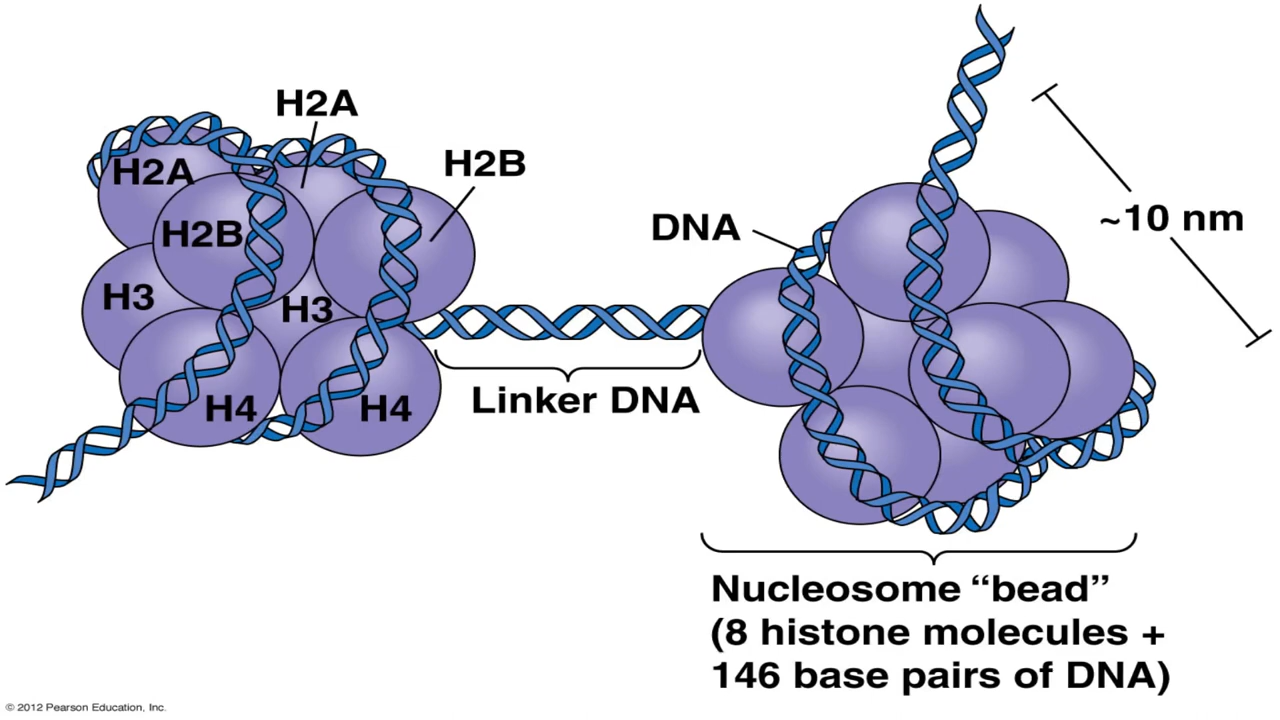 H2A
H2A
H2B
H2B
DNA
~10 nm
H3
H3
H4
H4
Linker DNA
Nucleosome “bead”
(8 histone molecules +
146 base pairs of DNA)
© 2012 Pearson Education, Inc.